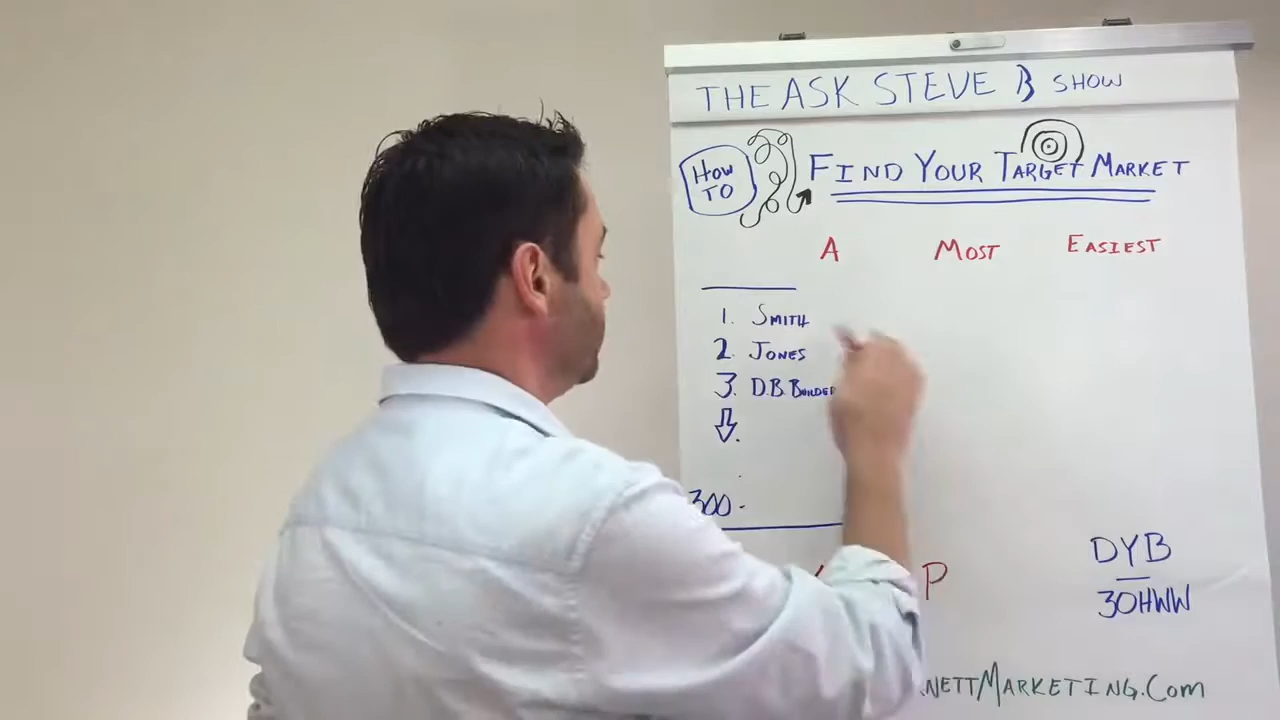 THE ASK STEVE B SHOW
HOW TO FIND YOUR TARGET MARKET
A MOST EASIEST
1. SMITH
2. JONES
3. D.B. BUILDER
300.
P
DYB
30HWW
NETTMARKETING.COM